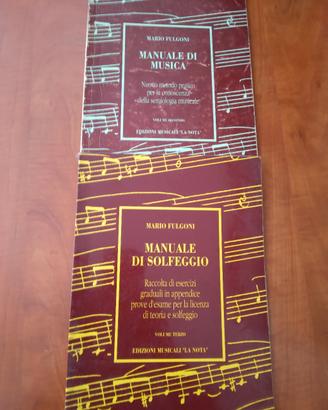 MARIO FULGONI
MANUALE DI
MUSICA
Nuovo metodo pratico
per la conoscenza
della semiologia musicale
VOLUME SECONDO
EDIZIONI MUSICALI "LA NOTA"
MARIO FULGONI
MANUALE
DI SOLFEGGIO
Raccolta di esercizi
graduali in appendice
prove d'esame per la licenza
di teoria e solfeggio
VOLUME TERZO
EDIZIONI MUSICALI "LA NOTA"